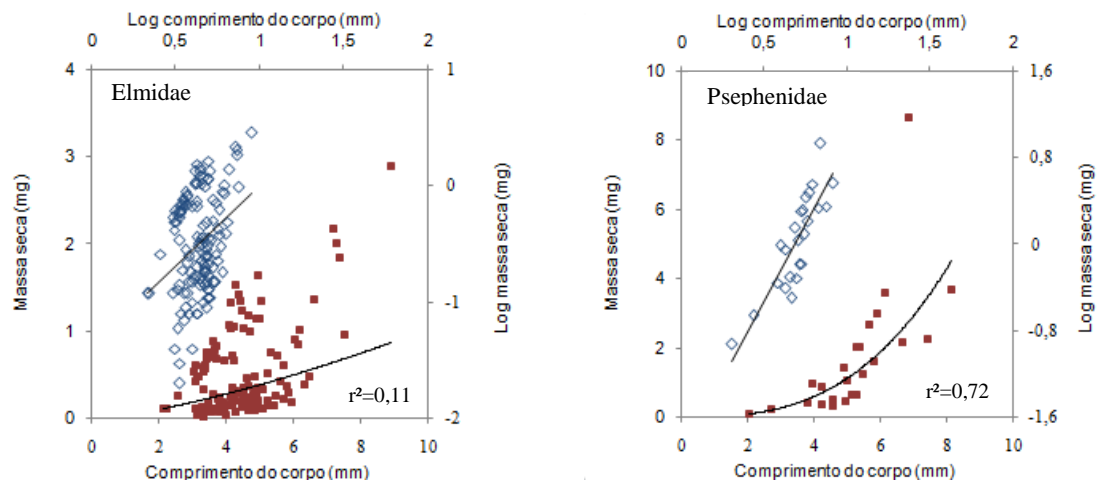 Log comprimento do corpo (mm)
0 0,5 1 1,5 2
4
3
2
1
0
Massa seca (mg)
Elmidae
r²=0,11
1
0
-1
-2
Log massa seca (mg)
0 2 4 6 8 10
Comprimento do corpo (mm)
Log comprimento do corpo (mm)
0 0,5 1 1,5 2
10
8
6
4
2
0
Massa seca (mg)
Psephenidae
r²=0,72
1,6
0,8
0
-0,8
-1,6
Log massa seca (mg)
0 2 4 6 8 10
Comprimento do corpo (mm)